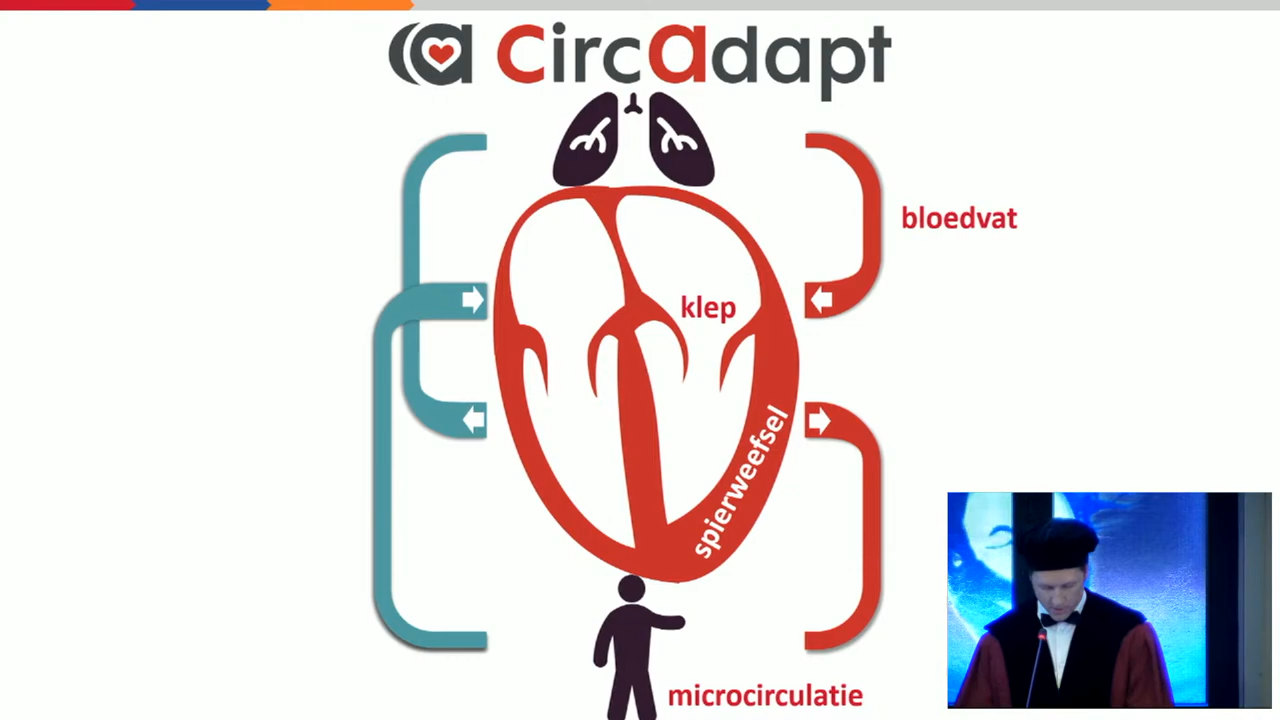 CircAdapt
bloedvat
klep
spierweefsel
microcirculatie